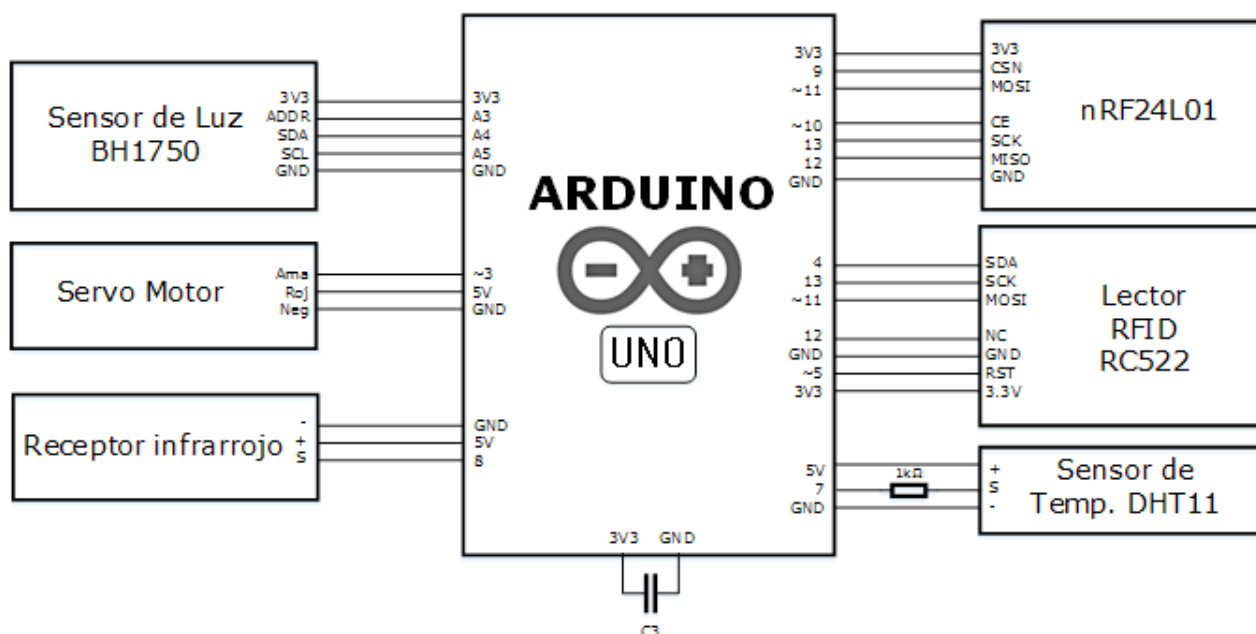 Sensor de Luz
BH1750
3V3
ADDR
SDA
SCL
GND
3V3
A3
A4
A5
GND
Servo Motor
Ama
Roj
Neg
~3
5V
GND
Receptor infrarrojo
-
+
S
GND
5V
8
ARDUINO
UNO
3V3
GND
C3
3V3
9
~11
~10
13
12
GND
3V3
CSN
MOSI
CE
SCK
MISO
GND
nRF24L01
4
13
~11
12
GND
~5
3V3
SDA
SCK
MOSI
NC
GND
RST
3.3V
Lector
RFID
RC522
5V
7
GND
1kΩ
+
S
-
Sensor de
Temp. DHT11